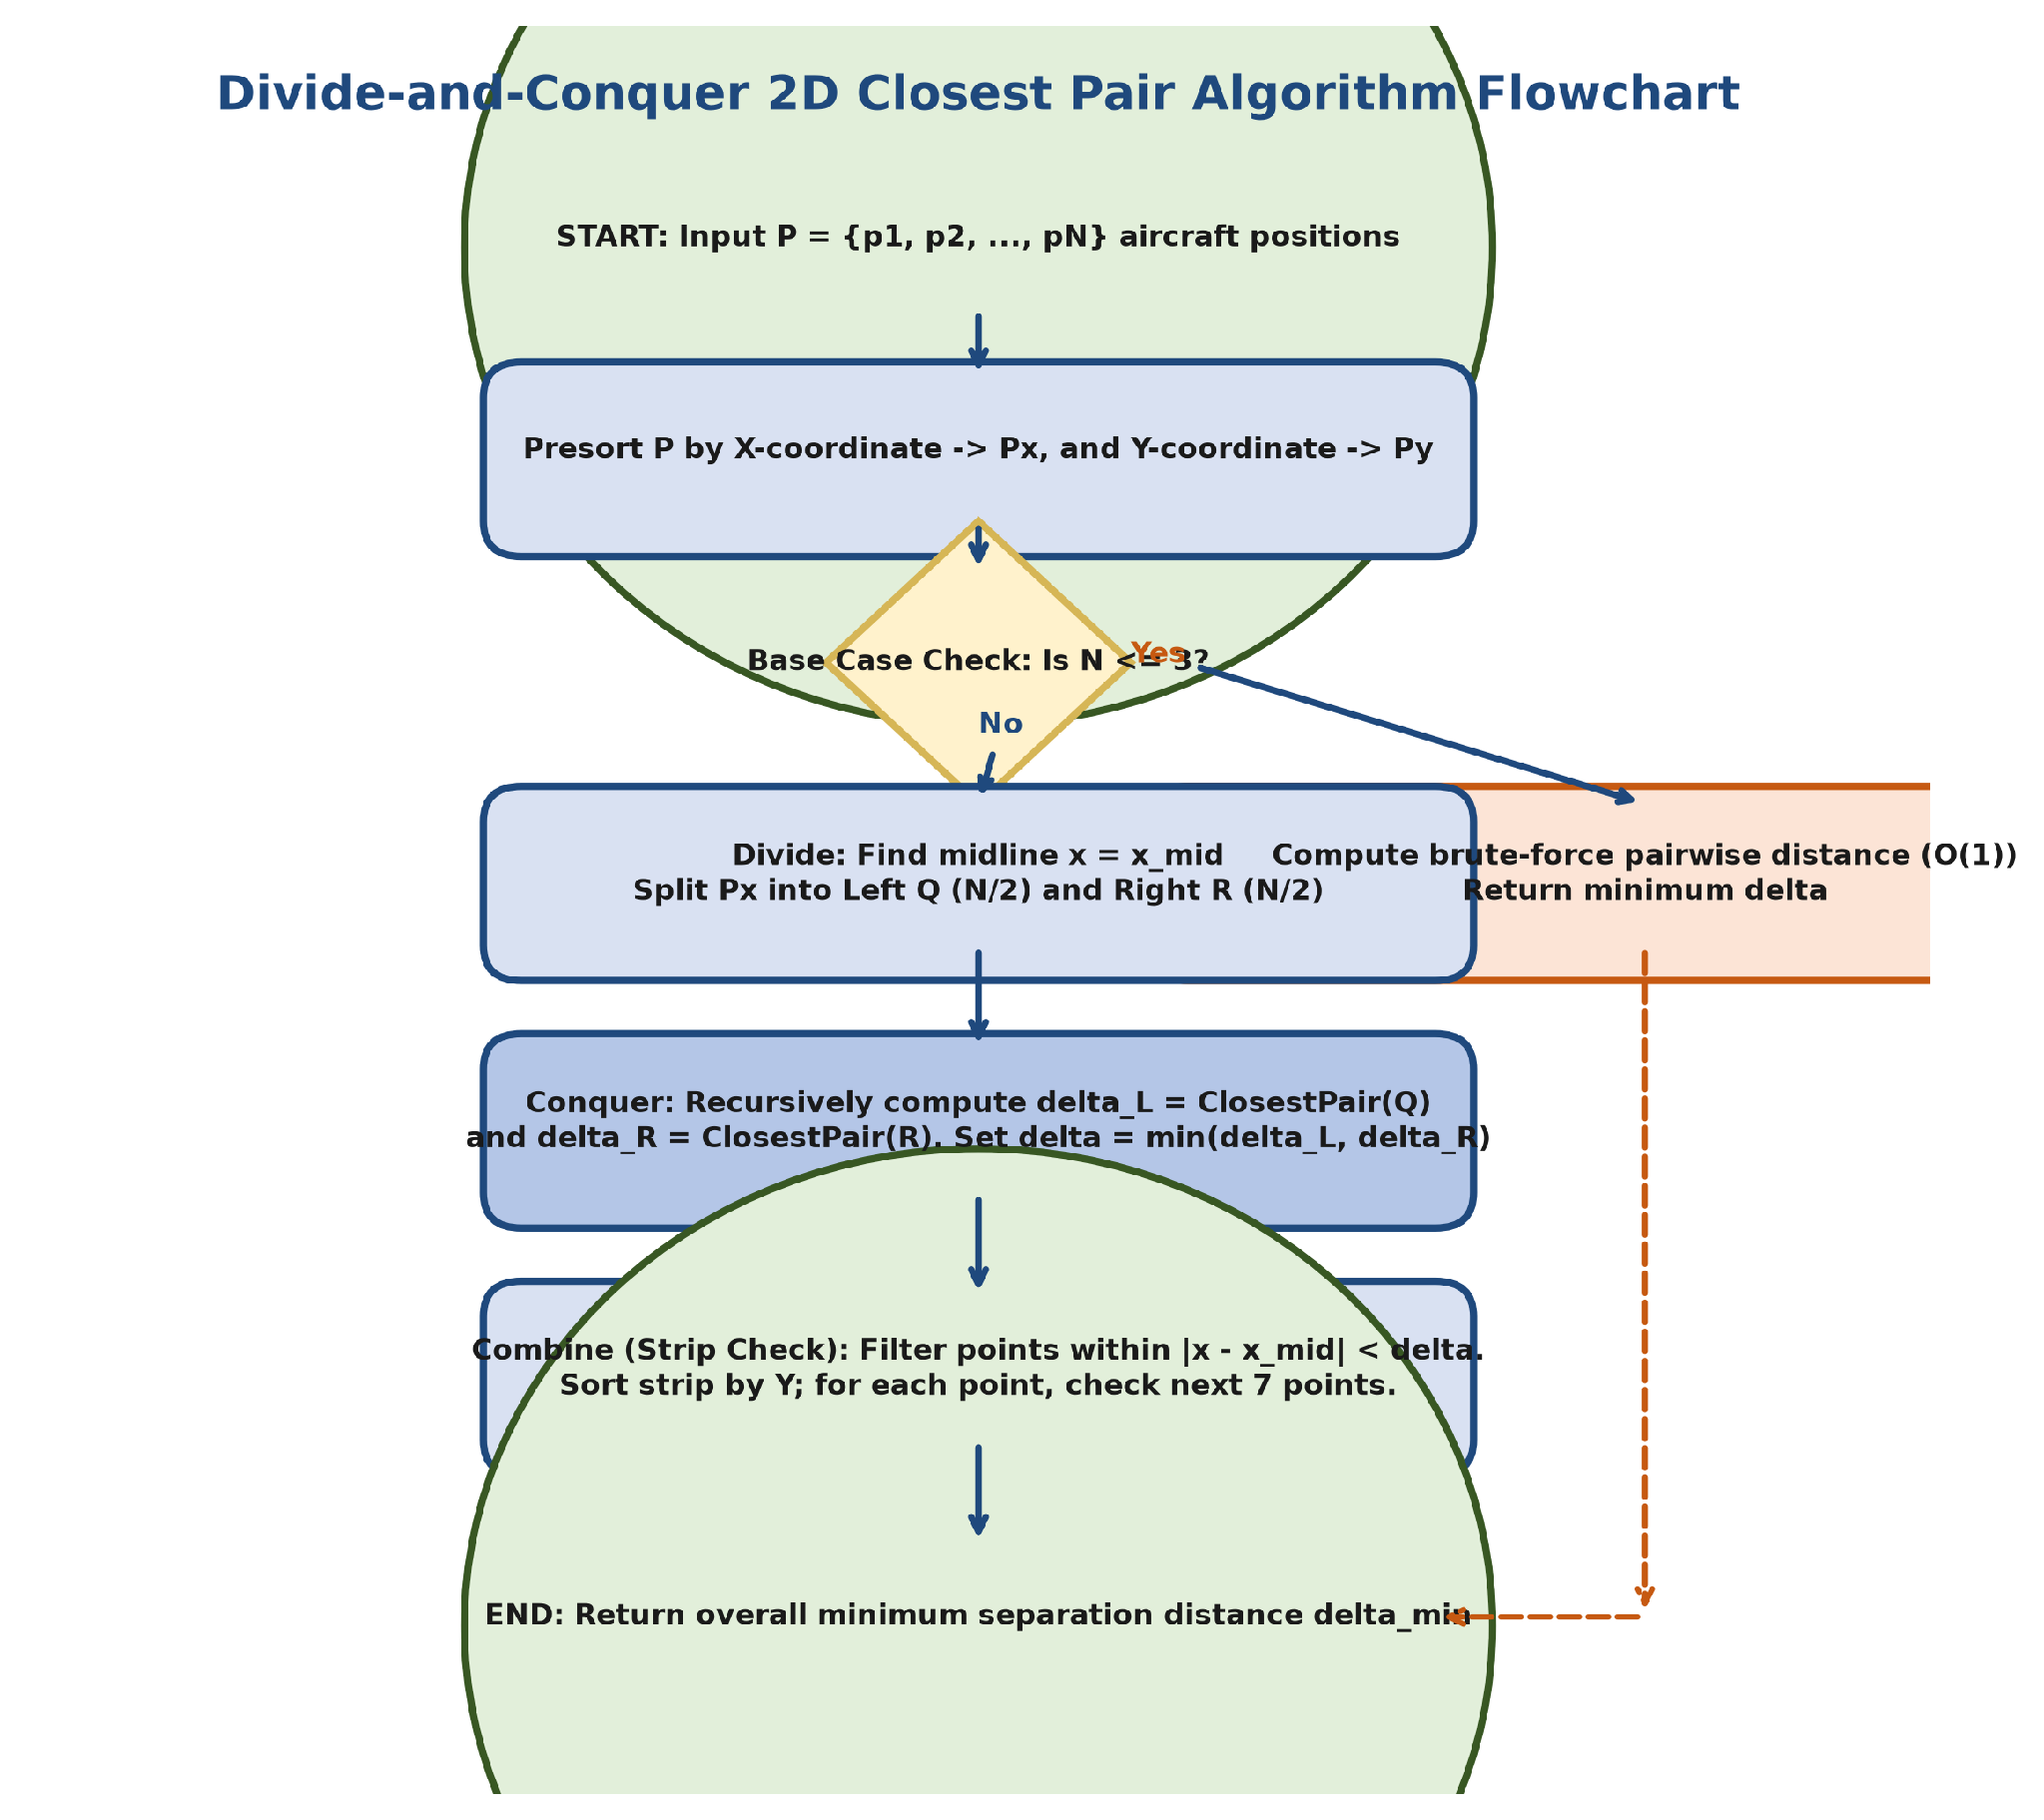 Divide-and-Conquer 2D Closest Pair Algorithm Flowchart
START: Input P = {p1, p2, ..., pN} aircraft positions
Presort P by X-coordinate -> Px, and Y-coordinate -> Py
Base Case Check: Is N <= 3?
Yes
No
Divide: Find midline x = x_mid
Split Px into Left Q (N/2) and Right R (N/2)
Compute brute-force pairwise distance (O(1))
Return minimum delta
Conquer: Recursively compute delta_L = ClosestPair(Q)
and delta_R = ClosestPair(R). Set delta = min(delta_L, delta_R)
Combine (Strip Check): Filter points within |x - x_mid| < delta.
Sort strip by Y; for each point, check next 7 points.
END: Return overall minimum separation distance delta_min